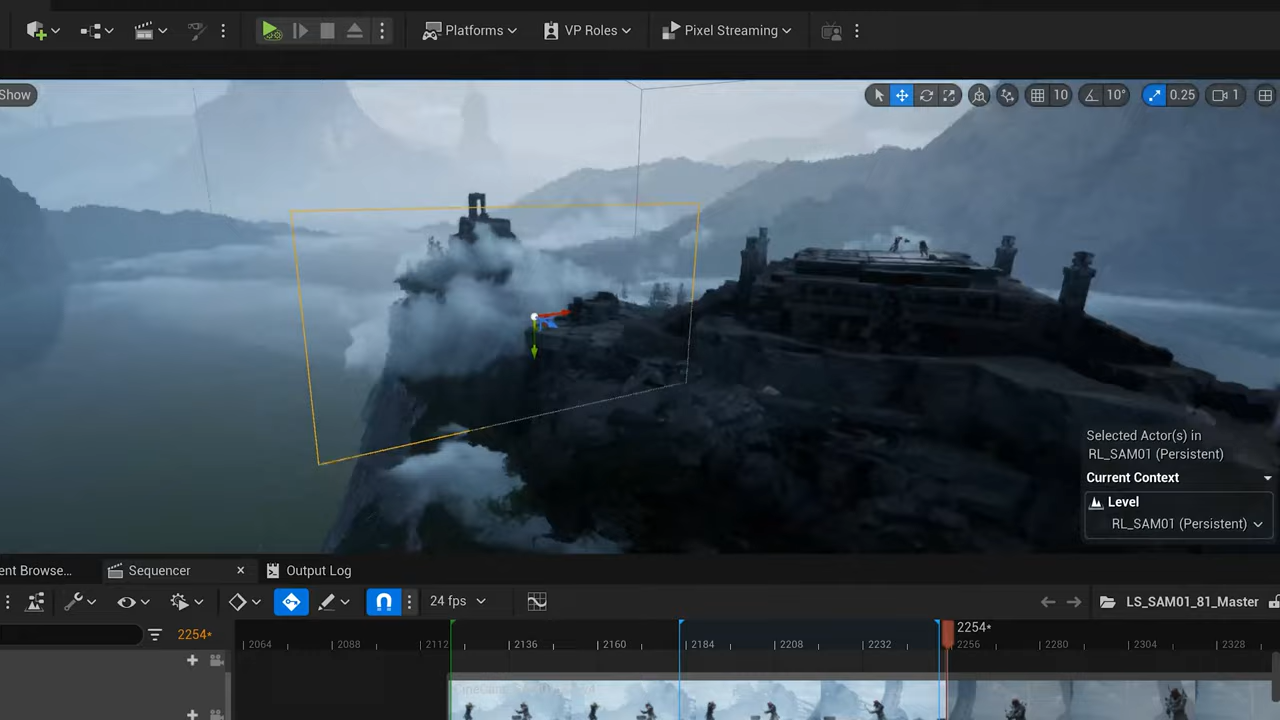 Platforms
VP Roles
Pixel Streaming
Show
10
10°
0.25
1
Selected Actor(s) in
RL_SAM01 (Persistent)
Current Context
Level
RL_SAM01 (Persistent)
ent Browse...
Sequencer
Output Log
24 fps
LS_SAM01_81_Master
2254*
2064
2088
2112
2136
2160
2184
2208
2232
2254*
2256
2280
2304
2328